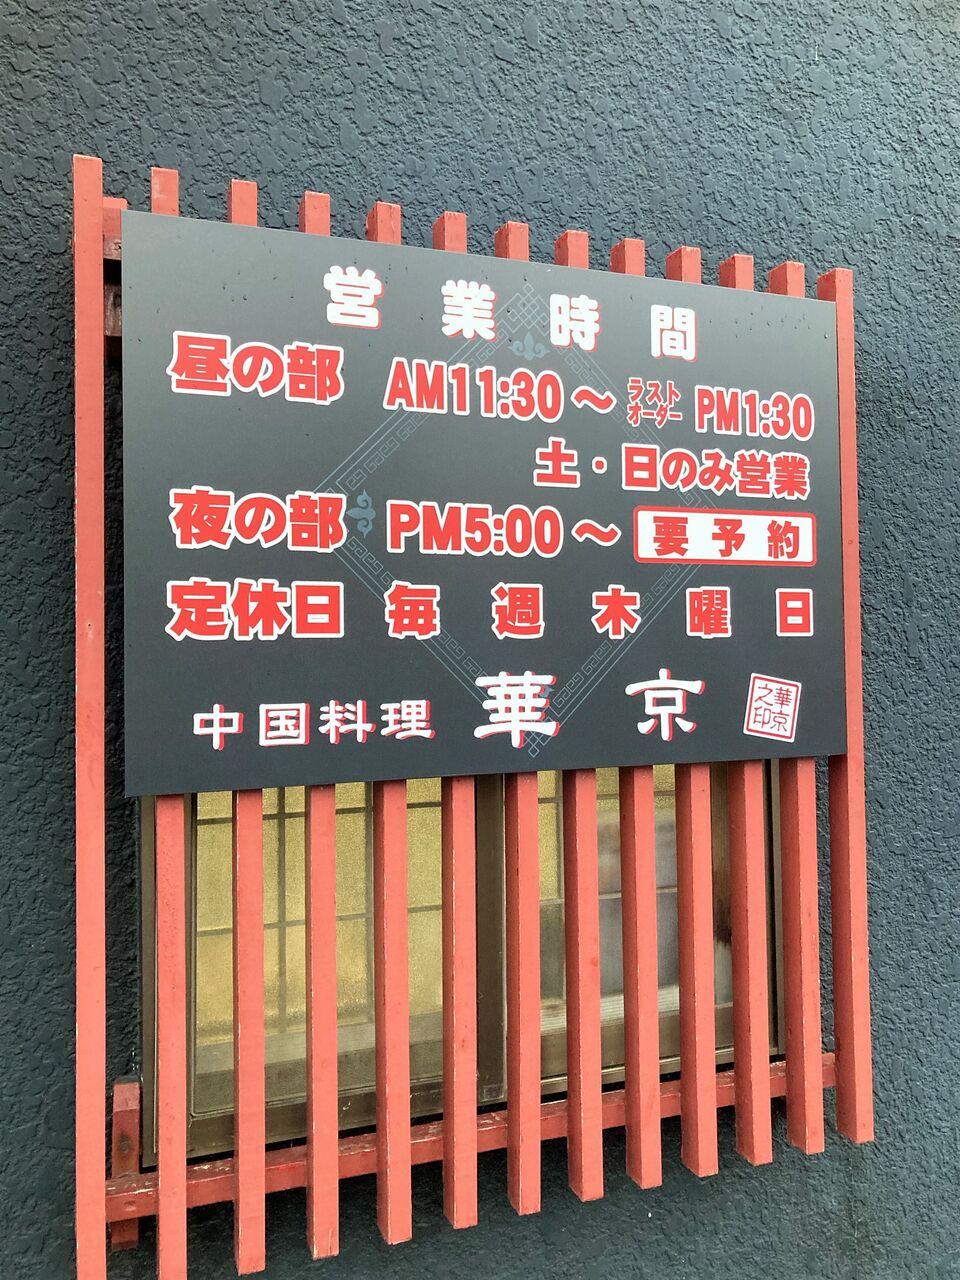 営業時間
昼の部 AM11:30～ラストオーダー PM1:30
土・日のみ営業
夜の部 PM5:00～ 要予約
定休日 毎週木曜日
中国料理 華京 華京之印